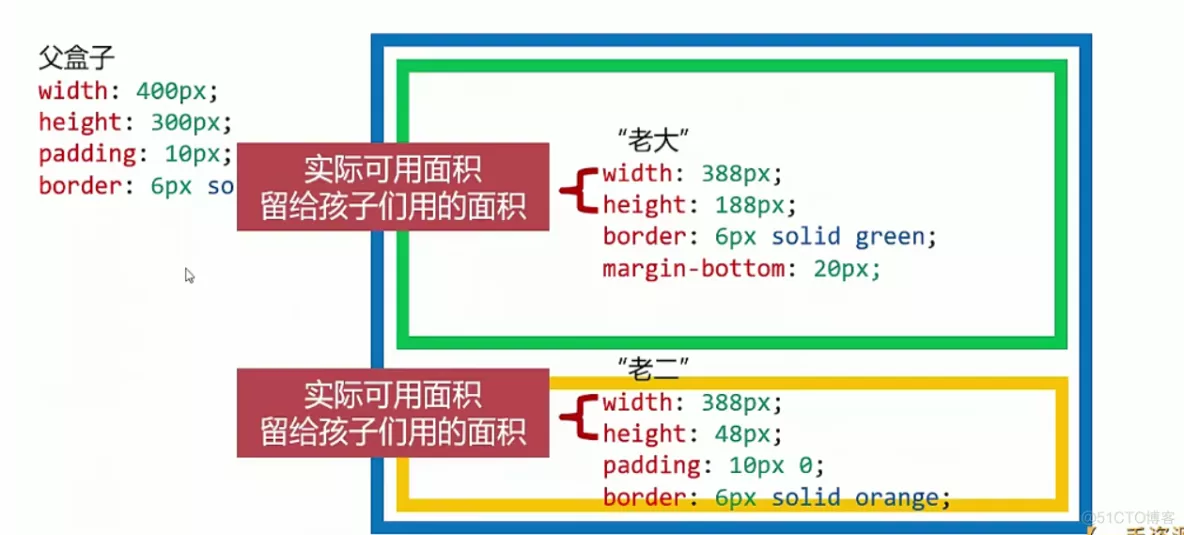 父盒子
width: 400px;
height: 300px;
padding: 10px;
border: 6px so
实际可用面积
留给孩子们用的面积
“老大”
width: 388px;
height: 188px;
border: 6px solid green;
margin-bottom: 20px;
实际可用面积
留给孩子们用的面积
“老二”
width: 388px;
height: 48px;
padding: 10px 0;
border: 6px solid orange;
@51CTO博客